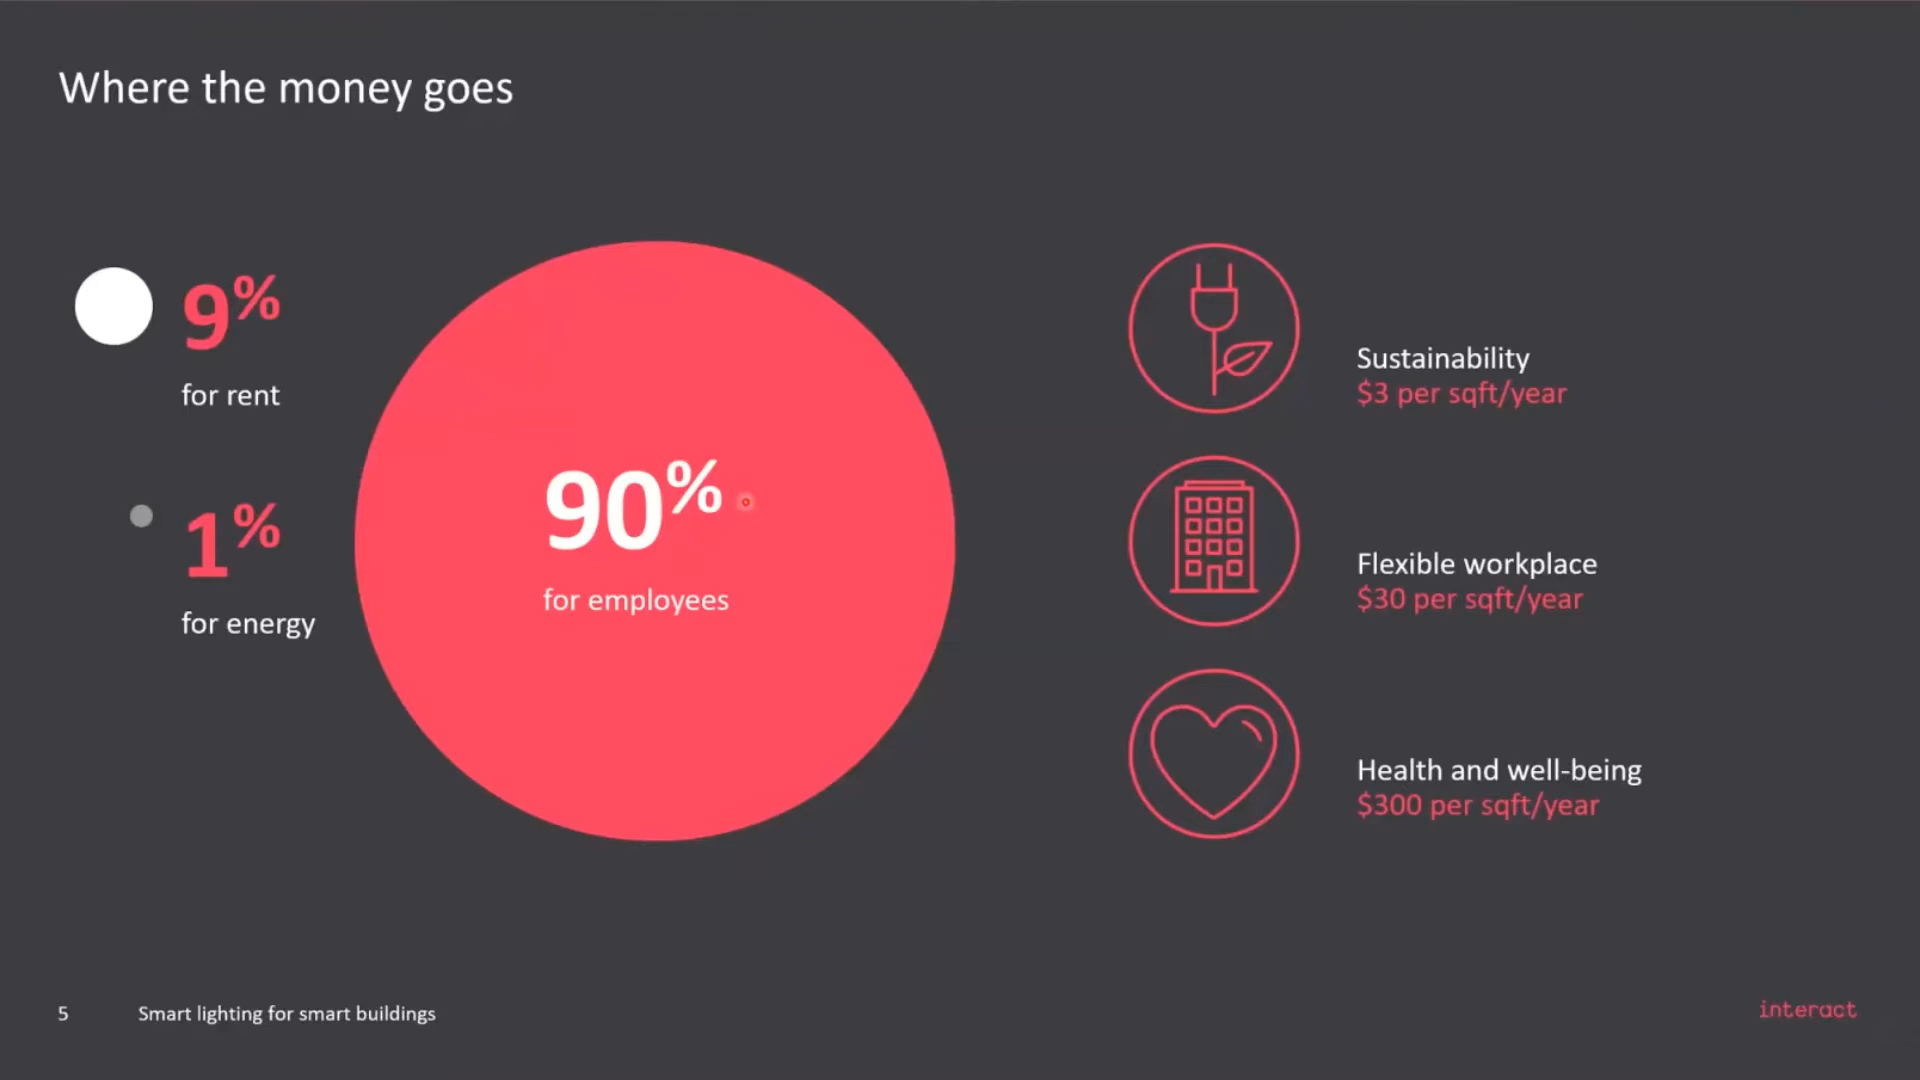 Where the money goes
9%
for rent
1%
for energy
90%
for employees
Sustainability
$3 per sqft/year
Flexible workplace
$30 per sqft/year
Health and well-being
$300 per sqft/year
5 Smart lighting for smart buildings
interact